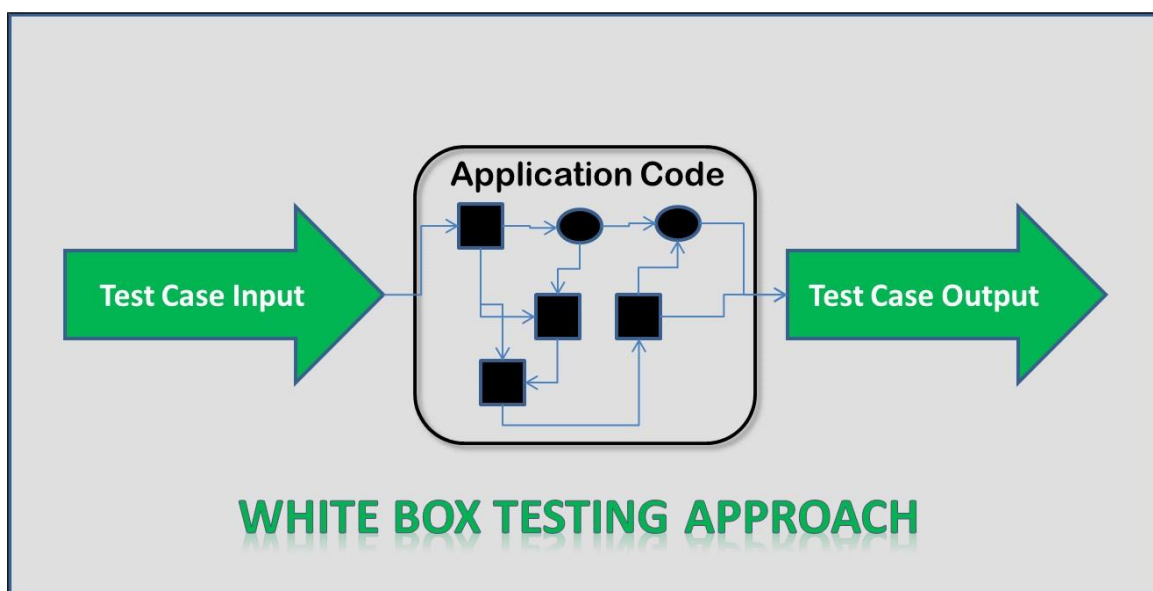 Application Code
Test Case Input
Test Case Output
WHITE BOX TESTING APPROACH